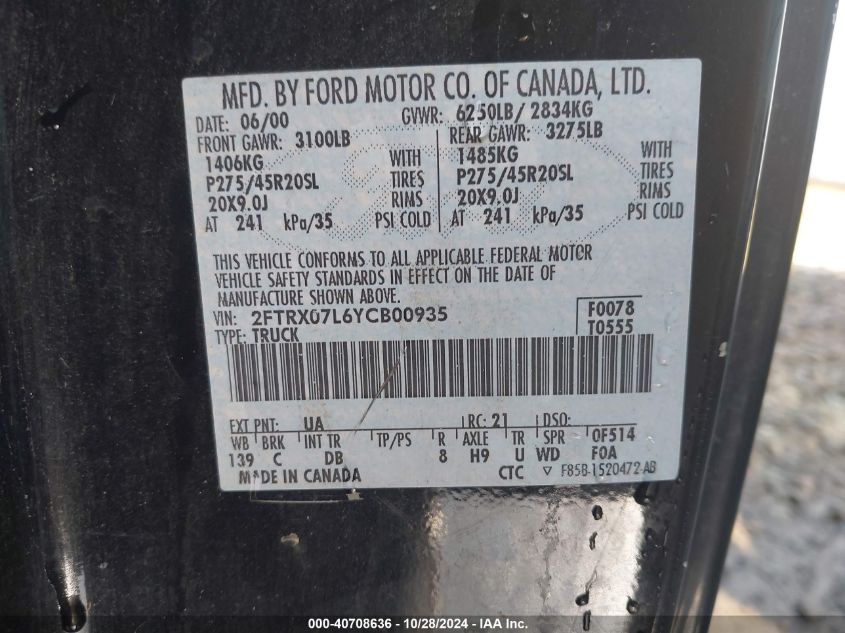 MFD. BY FORD MOTOR CO. OF CANADA, LTD.
DATE: 06/00 GVWR: 6250LB/ 2834KG
FRONT GAWR: 3100LB REAR GAWR: 3275LB
1406KG WITH 1485KG WITH
P275/45R20SL TIRES P275/45R20SL TIRES
20X9.0J RIMS 20X9.0J RIMS
AT 241 kPa/35 PSI COLD AT 241 kPa/35 PSI COLD
THIS VEHICLE CONFORMS TO ALL APPLICABLE FEDERAL MOTOR
VEHICLE SAFETY STANDARDS IN EFFECT ON THE DATE OF
MANUFACTURE SHOWN ABOVE.
VIN: 2FTRX07L6YCB00935 F0078
TYPE: TRUCK T0555
EXT PNT: UA RC: 21 DSO:
WB BRK INT TR TP/PS R AXLE TR SPR 0F514
139 C DB 8 H9 U WD F0A
MADE IN CANADA CTC ▽ F85B-1520472-AB
000-40708636 - 10/28/2024 - IAA Inc.